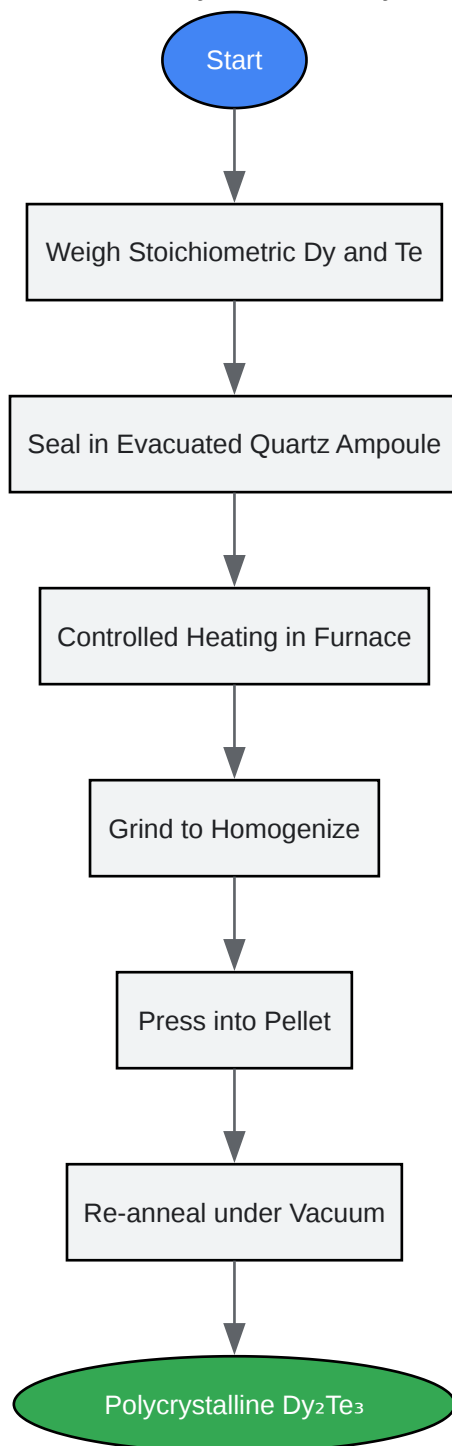 Start
Weigh Stoichiometric Dy and Te
Seal in Evacuated Quartz Ampoule
Controlled Heating in Furnace
Grind to Homogenize
Press into Pellet
Re-anneal under Vacuum
Polycrystalline Dy₂Te₃